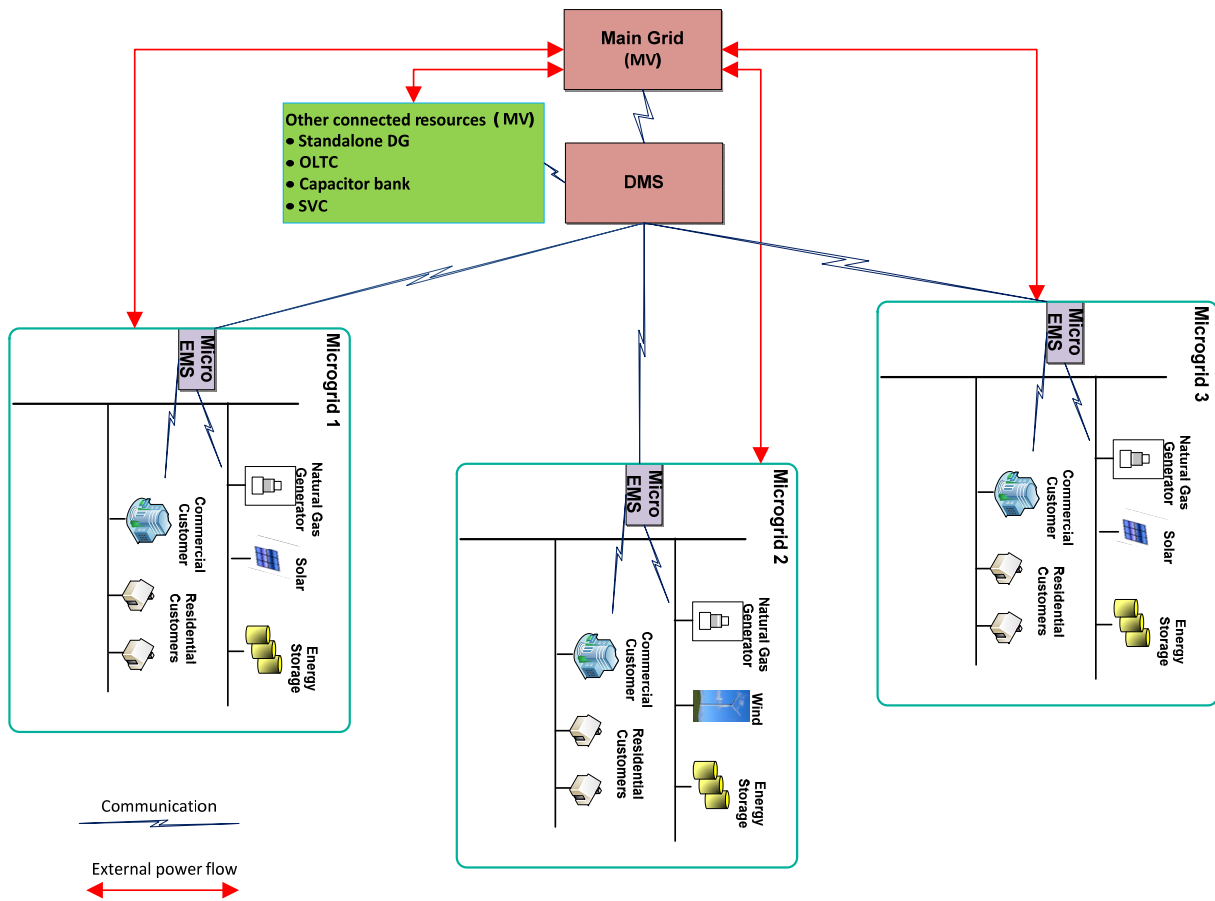 Main Grid
(MV)
Other connected resources (MV)
● Standalone DG
● OLTC
● Capacitor bank
● SVC
DMS
Microgrid 1
Micro
EMS
Natural Gas
Generator
Solar
Energy
Storage
Commercial
Customer
Residential
Customers
Microgrid 2
Micro
EMS
Natural Gas
Generator
Wind
Energy
Storage
Commercial
Customer
Residential
Customers
Microgrid 3
Micro
EMS
Natural Gas
Generator
Solar
Energy
Storage
Commercial
Customer
Residential
Customers
Communication
External power flow